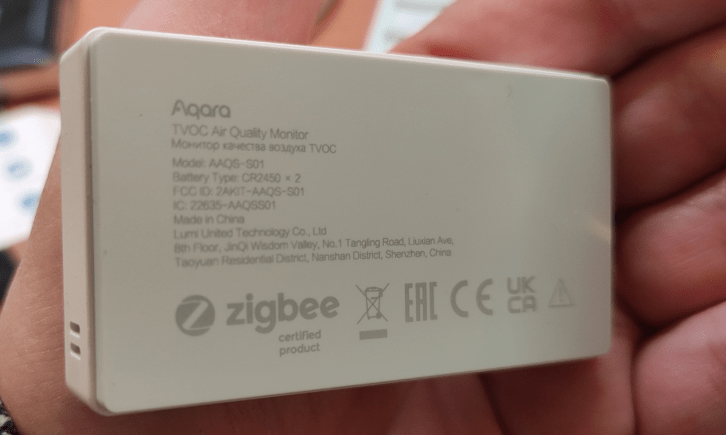 Aqara
TVOC Air Quality Monitor
Монитор качества воздуха TVOC
Model: AAQS-S01
Battery Type: CR2450 × 2
FCC ID: 2AKIT-AAQS-S01
IC: 22635-AAQSS01
Made in China
Lumi United Technology Co., Ltd
8th Floor, JinQi Wisdom Valley, No.1 Tangling Road, Liuxian Ave,
Taoyuan Residential District, Nanshan District, Shenzhen, China
zigbee
certified
product
EAC
CE
UK
CA